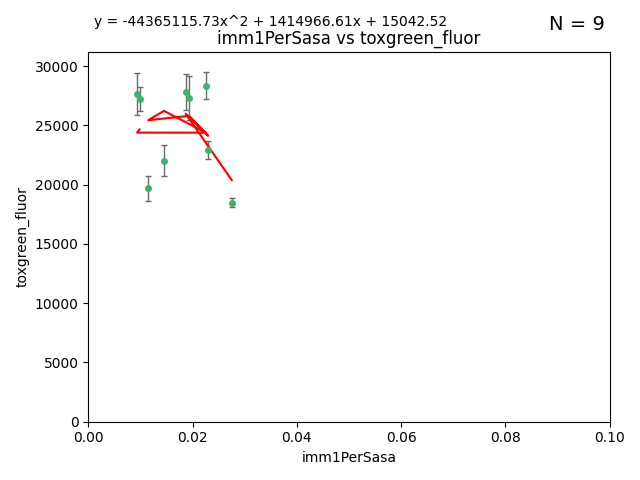 y = -44365115.73x^2 + 1414966.61x + 15042.52
N = 9
imm1PerSasa vs toxgreen_fluor
30000
25000
20000
15000
10000
5000
0
toxgreen_fluor
0.00 0.02 0.04 0.06 0.08 0.10
imm1PerSasa